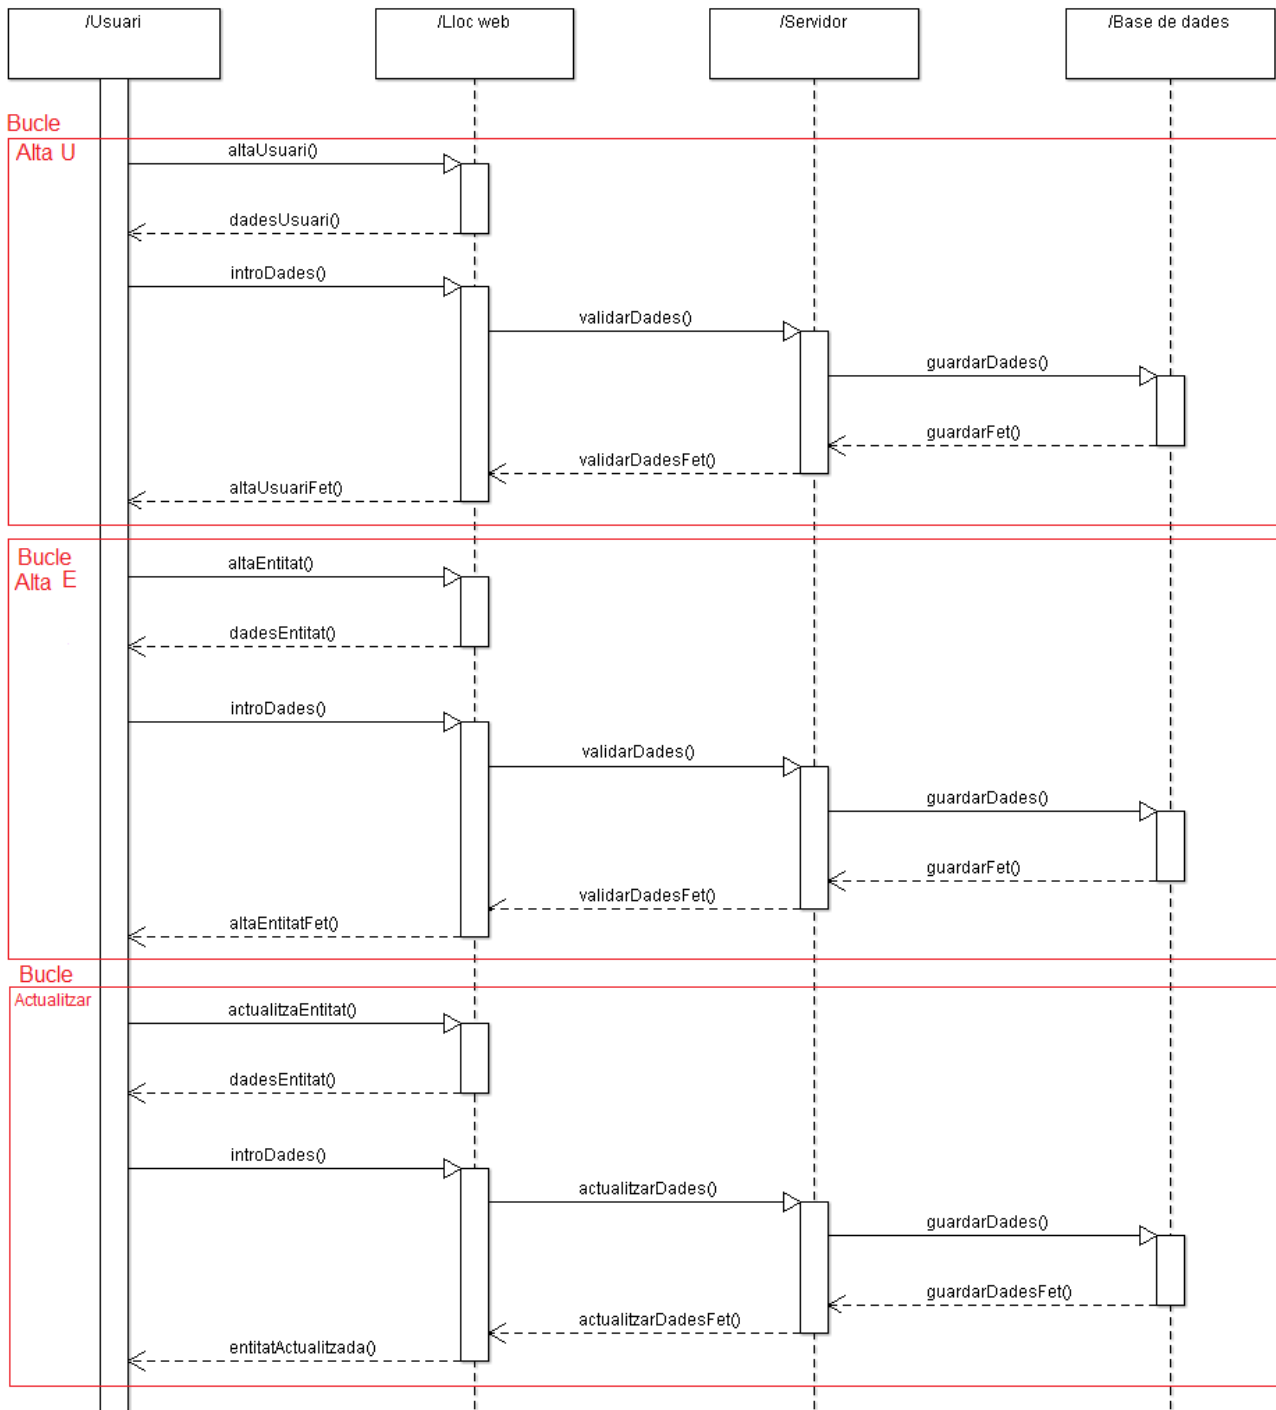 /Usuari
/Lloc web
/Servidor
/Base de dades
Bucle
Alta U
altaUsuari()
dadesUsuari()
introDades()
validarDades()
guardarDades()
guardarFet()
validarDadesFet()
altaUsuariFet()
Bucle
Alta E
altaEntitat()
dadesEntitat()
introDades()
validarDades()
guardarDades()
guardarFet()
validarDadesFet()
altaEntitatFet()
Bucle
Actualitzar
actualitzaEntitat()
dadesEntitat()
introDades()
actualitzarDades()
guardarDades()
guardarDadesFet()
actualitzarDadesFet()
entitatActualitzada()